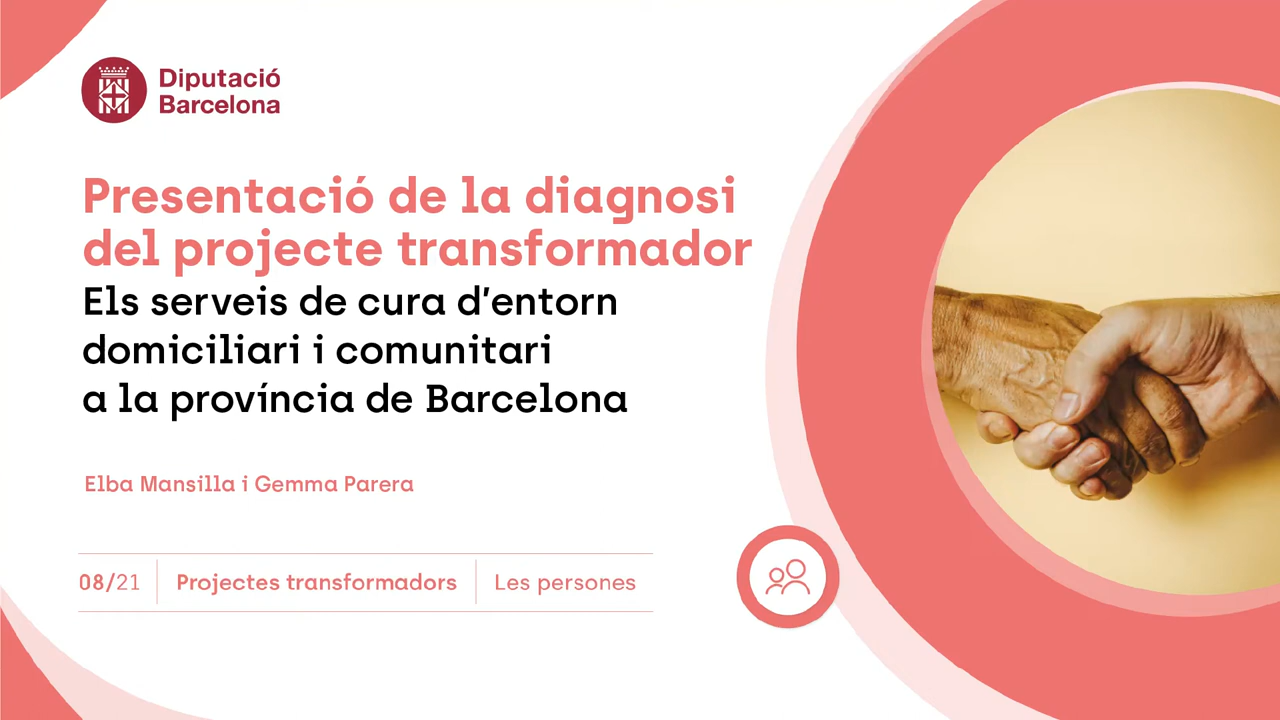 Diputació
Barcelona
Presentació de la diagnosi
del projecte transformador
Els serveis de cura d’entorn
domiciliari i comunitari
a la província de Barcelona
Elba Mansilla i Gemma Parera
08/21 Projectes transformadors Les persones